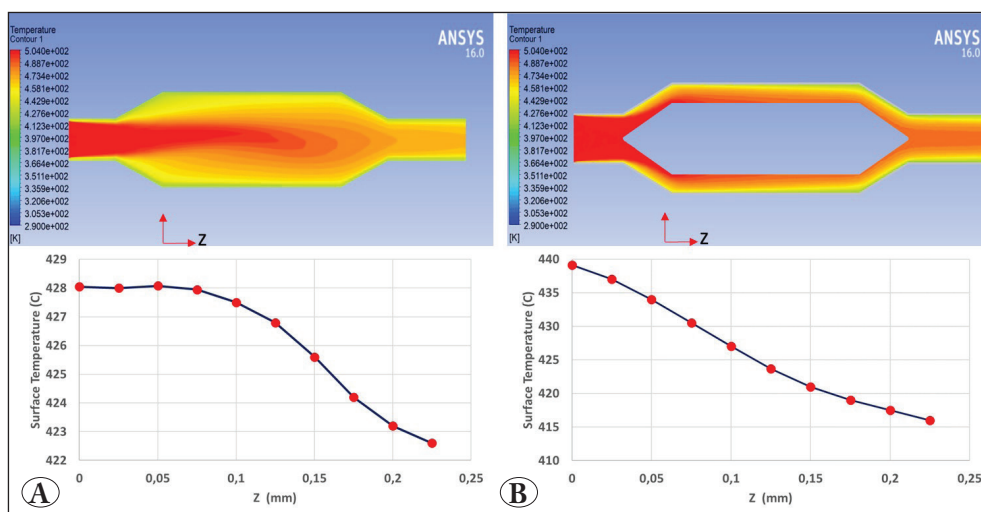 Temperature
Contour 1
5.040e+002
4.887e+002
4.734e+002
4.581e+002
4.429e+002
4.276e+002
4.123e+002
3.970e+002
3.817e+002
3.664e+002
3.511e+002
3.359e+002
3.206e+002
3.053e+002
2.900e+002
[K]
ANSYS
16.0
Z
429
428
427
426
425
424
423
422
Surface Temperature (C)
0 0,05 0,1 0,15 0,2 0,25
Z (mm)
A
Temperature
Contour 1
5.040e+002
4.887e+002
4.734e+002
4.581e+002
4.429e+002
4.276e+002
4.123e+002
3.970e+002
3.817e+002
3.664e+002
3.511e+002
3.359e+002
3.206e+002
3.053e+002
2.900e+002
[K]
ANSYS
16.0
Z
440
435
430
425
420
415
410
Surface Temperature (C)
0 0,05 0,1 0,15 0,2 0,25
Z (mm)
B